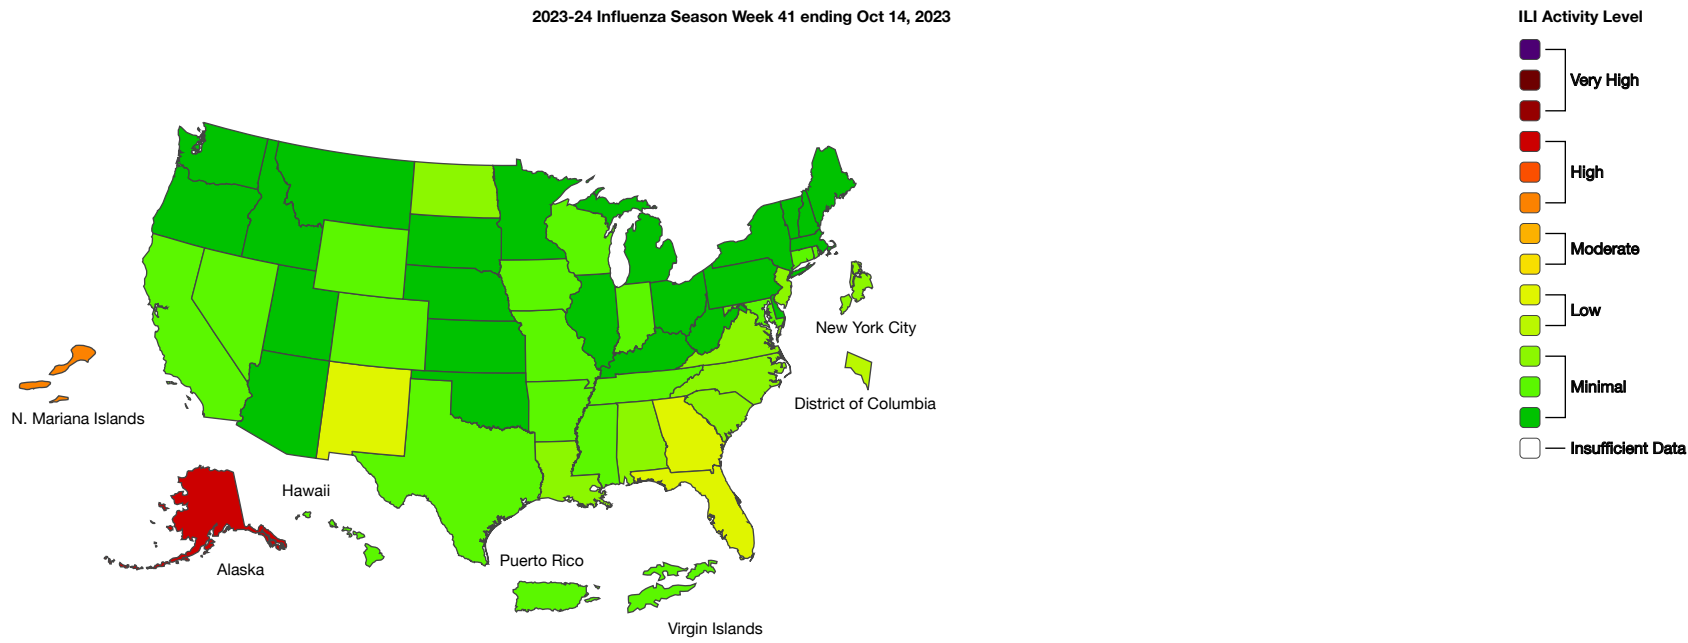 2023-24 Influenza Season Week 41 ending Oct 14, 2023
ILI Activity Level
Very High
High
Moderate
Low
Minimal
Insufficient Data
New York City
District of Columbia
N. Mariana Islands
Hawaii
Alaska
Puerto Rico
Virgin Islands